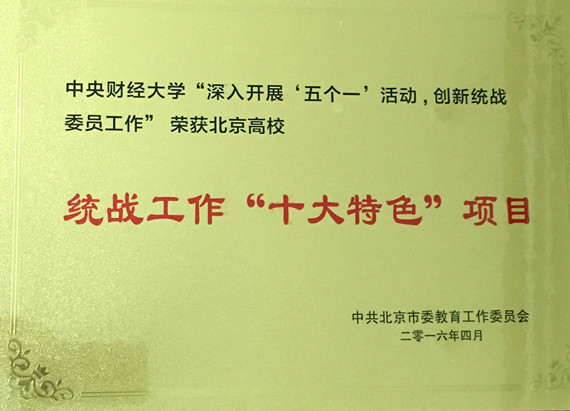 中央财经大学“深入开展‘五个一’活动,创新统战
委员工作” 荣获北京高校
统战工作“十大特色”项目
中共北京市委教育工作委员会
二零一六年四月